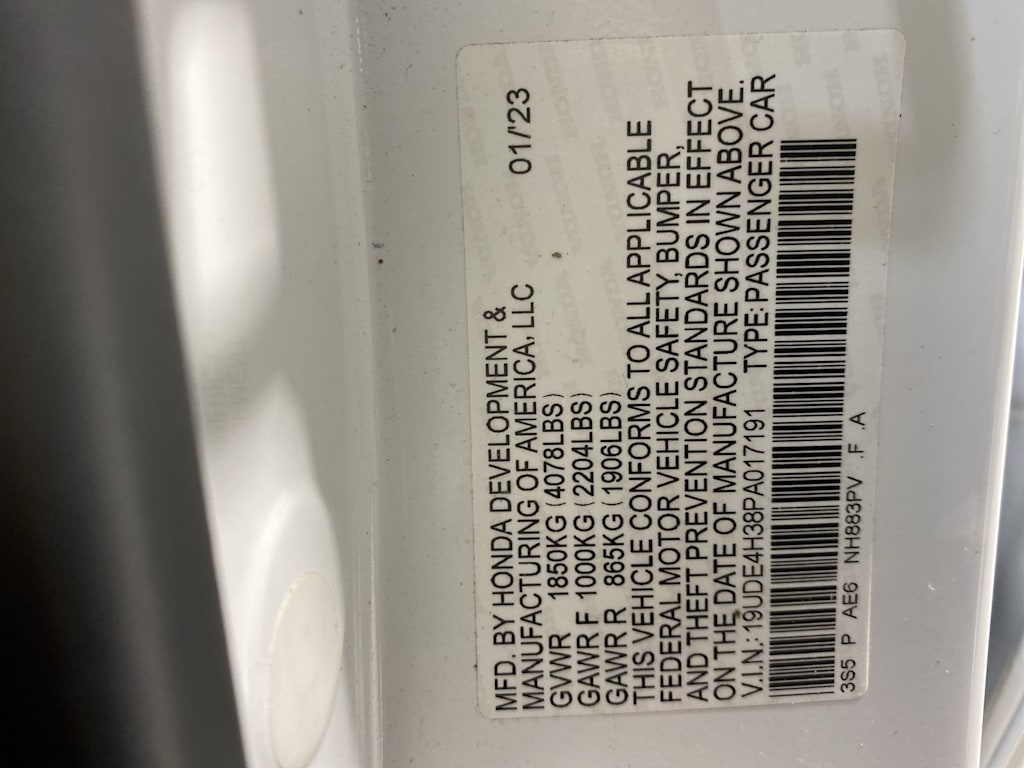 MFD. BY HONDA DEVELOPMENT &
MANUFACTURING OF AMERICA, LLC 01/'23
GVWR 1850KG (4078LBS)
GAWR F 1000KG (2204LBS)
GAWR R 865KG (1906LBS)
THIS VEHICLE CONFORMS TO ALL APPLICABLE
FEDERAL MOTOR VEHICLE SAFETY, BUMPER,
AND THEFT PREVENTION STANDARDS IN EFFECT
ON THE DATE OF MANUFACTURE SHOWN ABOVE.
V.I.N.: 19UDE4H38PA017191 TYPE: PASSENGER CAR
3S5 P AE6 NH883PV .F .A